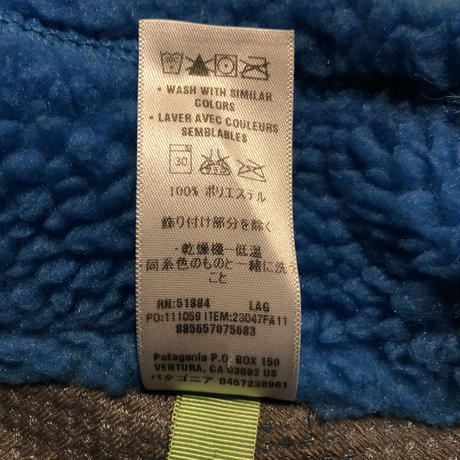 • WASH WITH SIMILAR
COLORS
• LAVER AVEC COULEURS
SEMBLABLES
30
100% ポリエステル
飾り付け部分を除く
・乾燥機ー低温
同系色のものと一緒に洗う
こと
RN:51884 LAG
PO:111059 ITEM:23047FA11
885657075683
Patagonia P.O. BOX 150
VENTURA, CA 93002 US
パタゴニア 0467238961